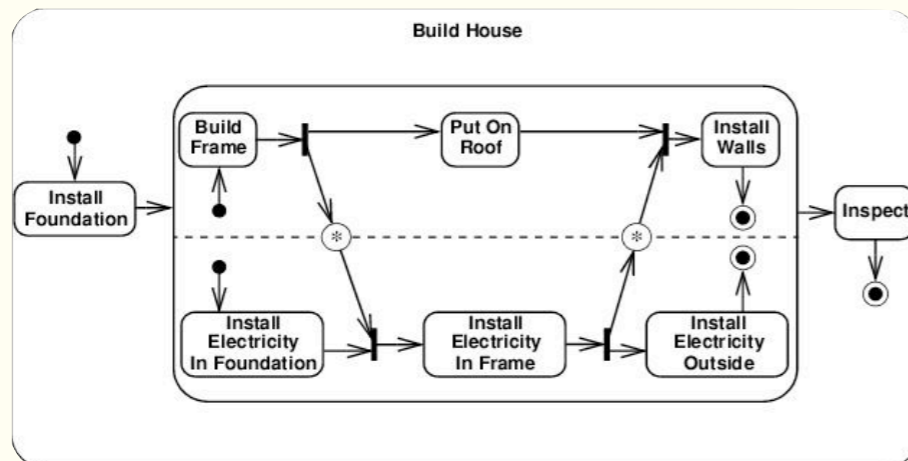 Build House
Build
Frame
Put On
Roof
Install
Walls
Install
Foundation
Inspect
*
*
Install
Electricity
In Foundation
Install
Electricity
In Frame
Install
Electricity
Outside